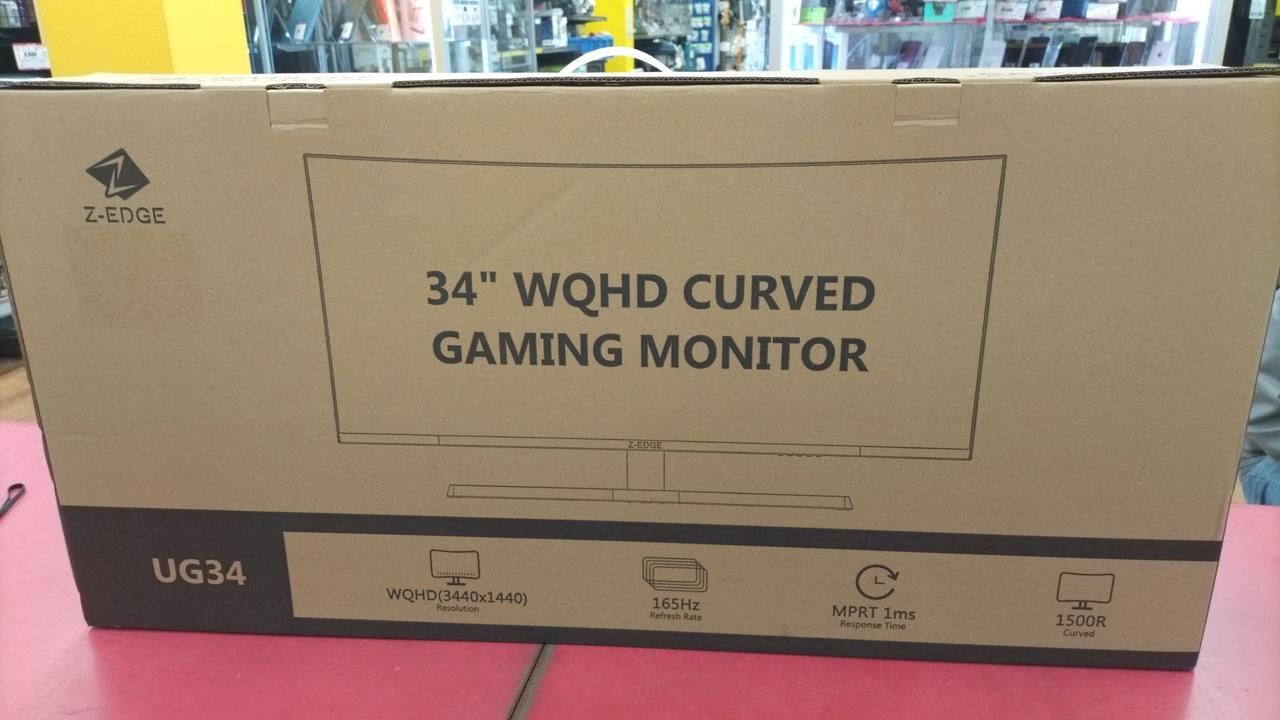 Z-EDGE
34" WQHD CURVED
GAMING MONITOR
Z-EDGE
UG34
WQHD(3440x1440)
Resolution
165Hz
Refresh Rate
MPRT 1ms
Response Time
1500R
Curved